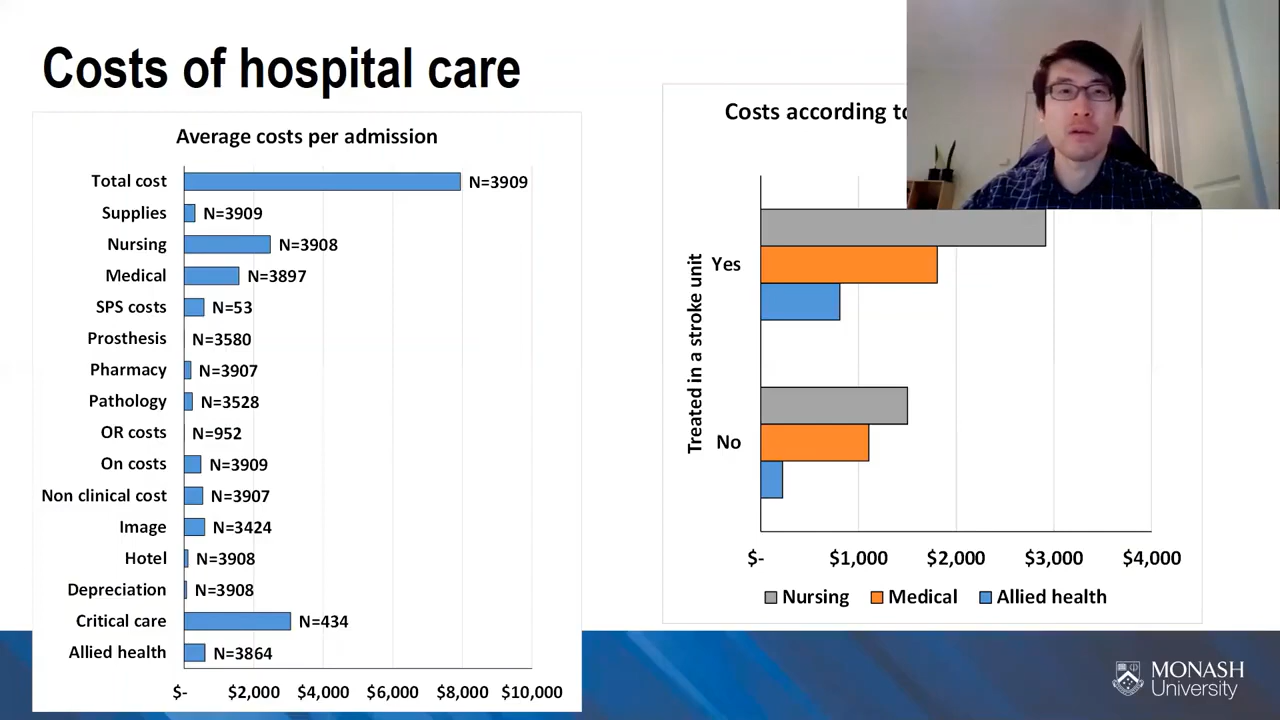 Costs of hospital care
Average costs per admission
Total cost N=3909
Supplies N=3909
Nursing N=3908
Medical N=3897
SPS costs N=53
Prosthesis N=3580
Pharmacy N=3907
Pathology N=3528
OR costs N=952
On costs N=3909
Non clinical cost N=3907
Image N=3424
Hotel N=3908
Depreciation N=3908
Critical care N=434
Allied health N=3864
$- $2,000 $4,000 $6,000 $8,000 $10,000
Costs according to
Treated in a stroke unit
Yes
No
$- $1,000 $2,000 $3,000 $4,000
Nursing Medical Allied health
MONASH
University